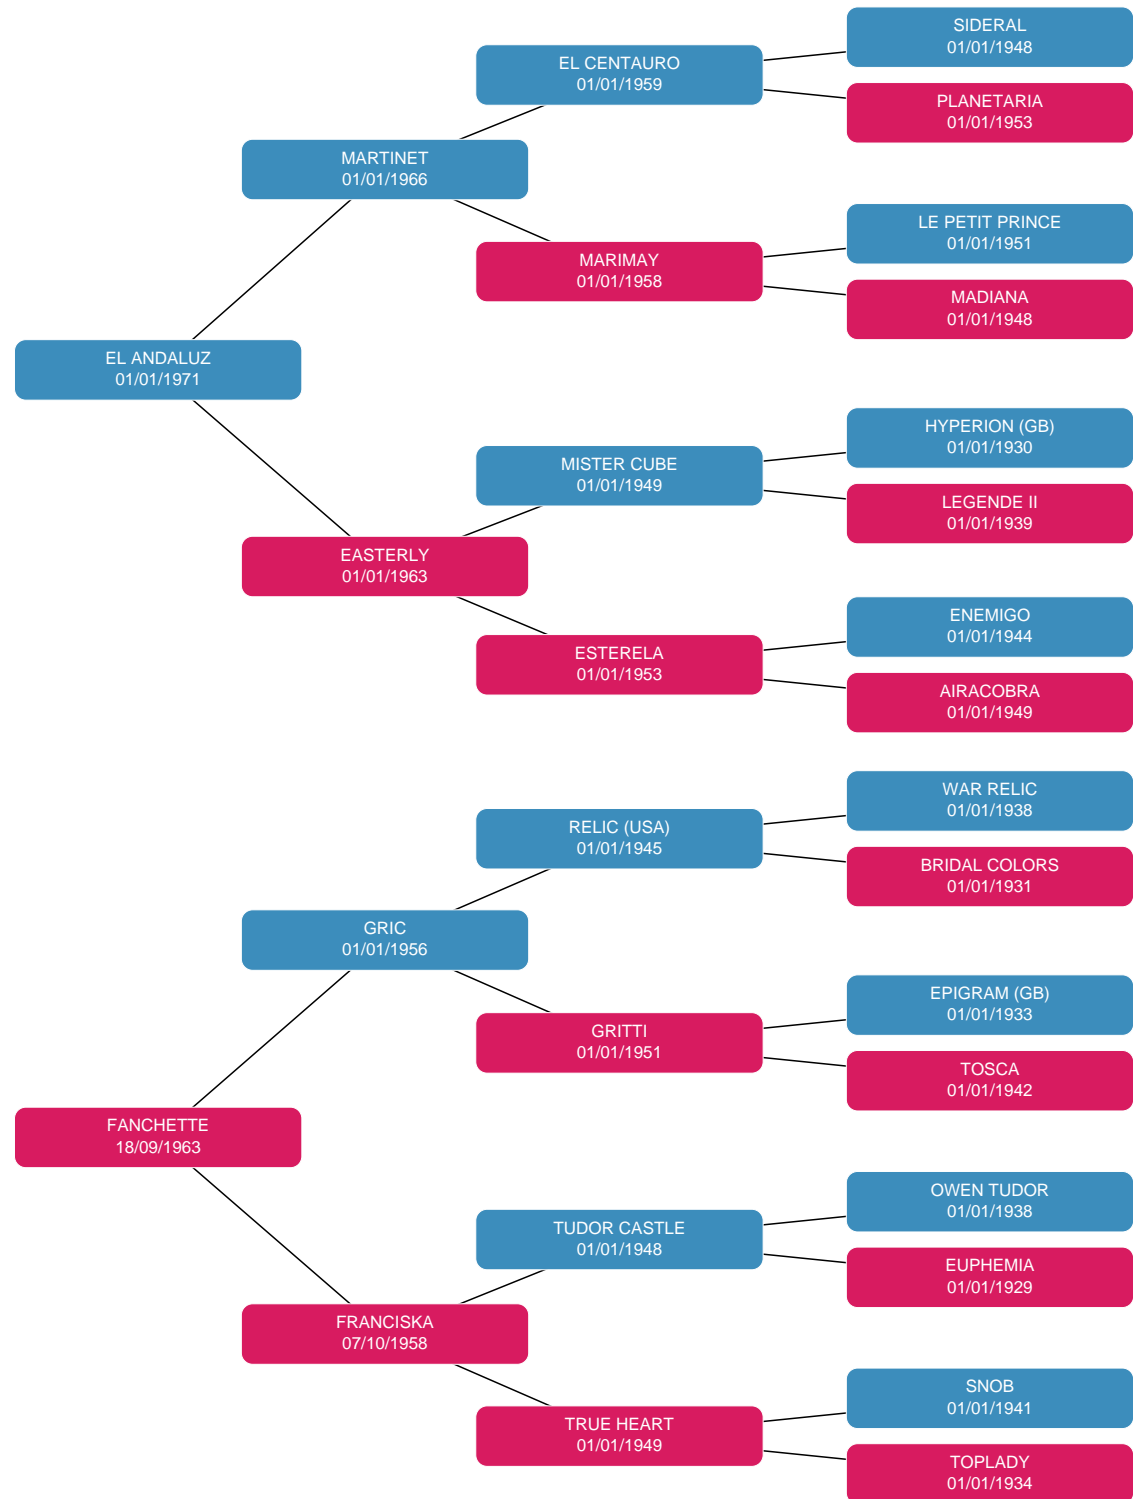 SIDERAL
01/01/1948
EL CENTAURO
01/01/1959
PLANETARIA
01/01/1953
MARTINET
01/01/1966
LE PETIT PRINCE
01/01/1951
MARIMAY
01/01/1958
MADIANA
01/01/1948
EL ANDALUZ
01/01/1971
HYPERION (GB)
01/01/1930
MISTER CUBE
01/01/1949
LEGENDE II
01/01/1939
EASTERLY
01/01/1963
ENEMIGO
01/01/1944
ESTERELA
01/01/1953
AIRACOBRA
01/01/1949
WAR RELIC
01/01/1938
RELIC (USA)
01/01/1945
BRIDAL COLORS
01/01/1931
GRIC
01/01/1956
EPIGRAM (GB)
01/01/1933
GRITTI
01/01/1951
TOSCA
01/01/1942
FANCHETTE
18/09/1963
OWEN TUDOR
01/01/1938
TUDOR CASTLE
01/01/1948
EUPHEMIA
01/01/1929
FRANCISKA
07/10/1958
SNOB
01/01/1941
TRUE HEART
01/01/1949
TOPLADY
01/01/1934